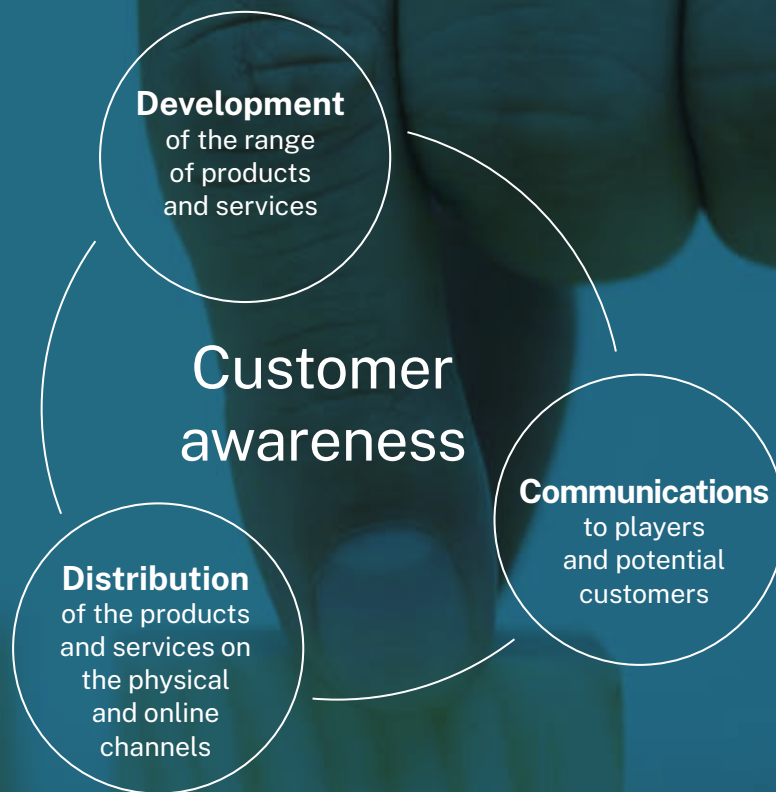 Development
of the range
of products
and services
Customer
awareness
Communications
to players
and potential
customers
Distribution
of the products
and services on
the physical
and online
channels